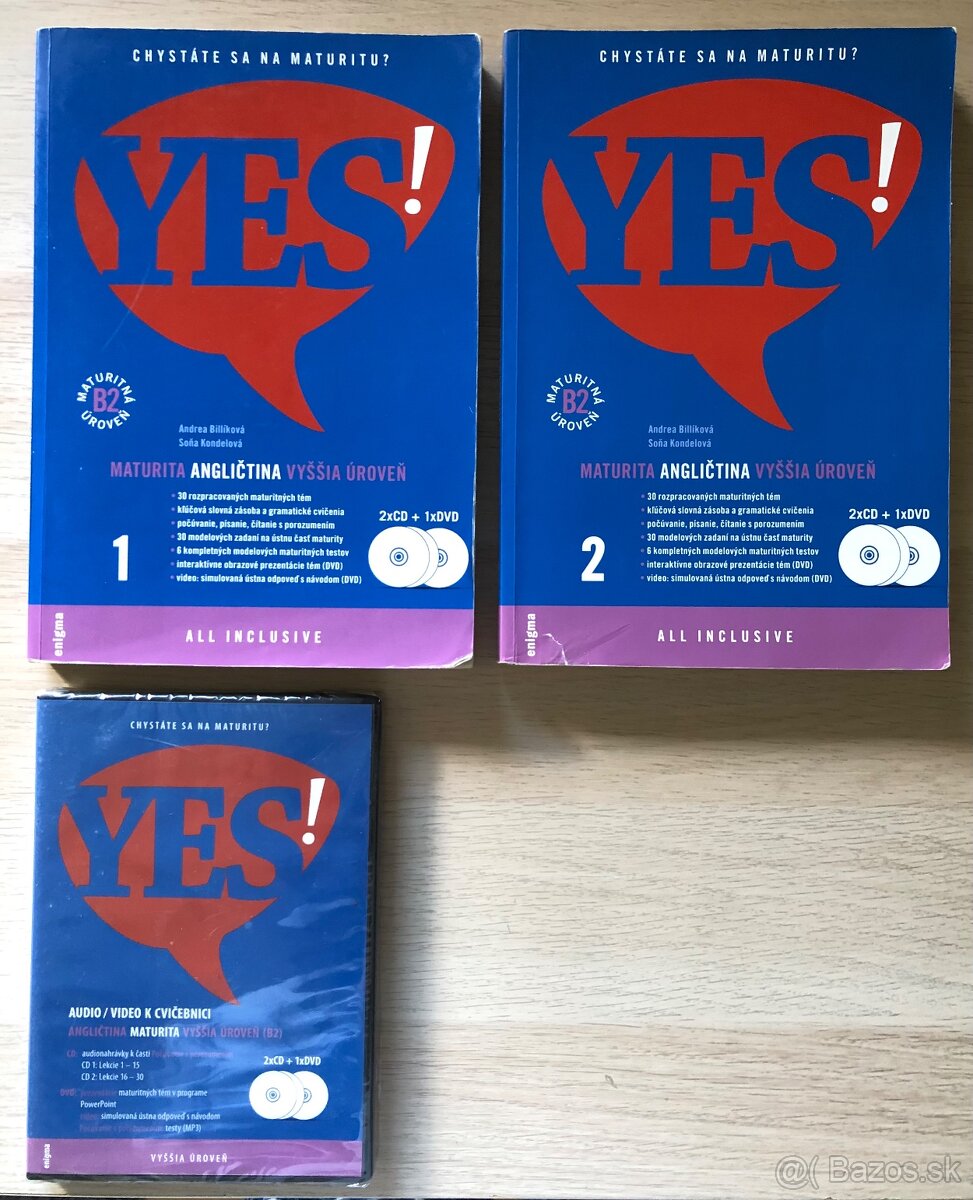 CHYSTÁTE SA NA MATURITU?
YES!
MATURITNÁ
B2
ÚROVEŇ
Andrea Billíková
Soňa Kondelová
MATURITA ANGLIČTINA VYŠŠIA ÚROVEŇ
• 30 rozpracovaných maturitných tém
• kľúčová slovná zásoba a gramatické cvičenia
• počúvanie, písanie, čítanie s porozumením
• 30 modelových zadaní na ústnu časť maturity
• 6 kompletných modelových maturitných testov
• interaktívne obrazové prezentácie tém (DVD)
• video: simulovaná ústna odpoveď s návodom (DVD)
2xCD + 1xDVD
1
enigma
ALL INCLUSIVE
CHYSTÁTE SA NA MATURITU?
YES!
MATURITNÁ
B2
ÚROVEŇ
Andrea Billíková
Soňa Kondelová
MATURITA ANGLIČTINA VYŠŠIA ÚROVEŇ
• 30 rozpracovaných maturitných tém
• kľúčová slovná zásoba a gramatické cvičenia
• počúvanie, písanie, čítanie s porozumením
• 30 modelových zadaní na ústnu časť maturity
• 6 kompletných modelových maturitných testov
• interaktívne obrazové prezentácie tém (DVD)
• video: simulovaná ústna odpoveď s návodom (DVD)
2xCD + 1xDVD
2
enigma
ALL INCLUSIVE
CHYSTÁTE SA NA MATURITU?
YES!
AUDIO / VIDEO K CVIČEBNICI
ANGLIČTINA MATURITA VYŠŠIA ÚROVEŇ (B2)
CD: audionahrávky k časti Počúvanie s porozumením
CD 1: Lekcie 1 – 15
CD 2: Lekcie 16 – 30
DVD: prezentácie maturitných tém v programe
PowerPoint
video: simulovaná ústna odpoveď s návodom
Počúvanie s porozumením: testy (MP3)
2xCD + 1xDVD
enigma
VYŠŠIA ÚROVEŇ
@( Bazos.sk